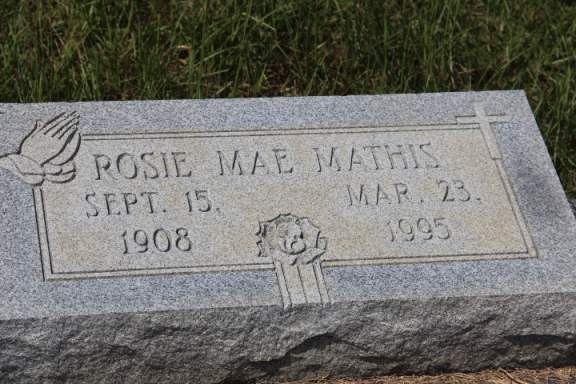 ROSIE MAE MATHIS
SEPT. 15, MAR. 23,
1908 1995